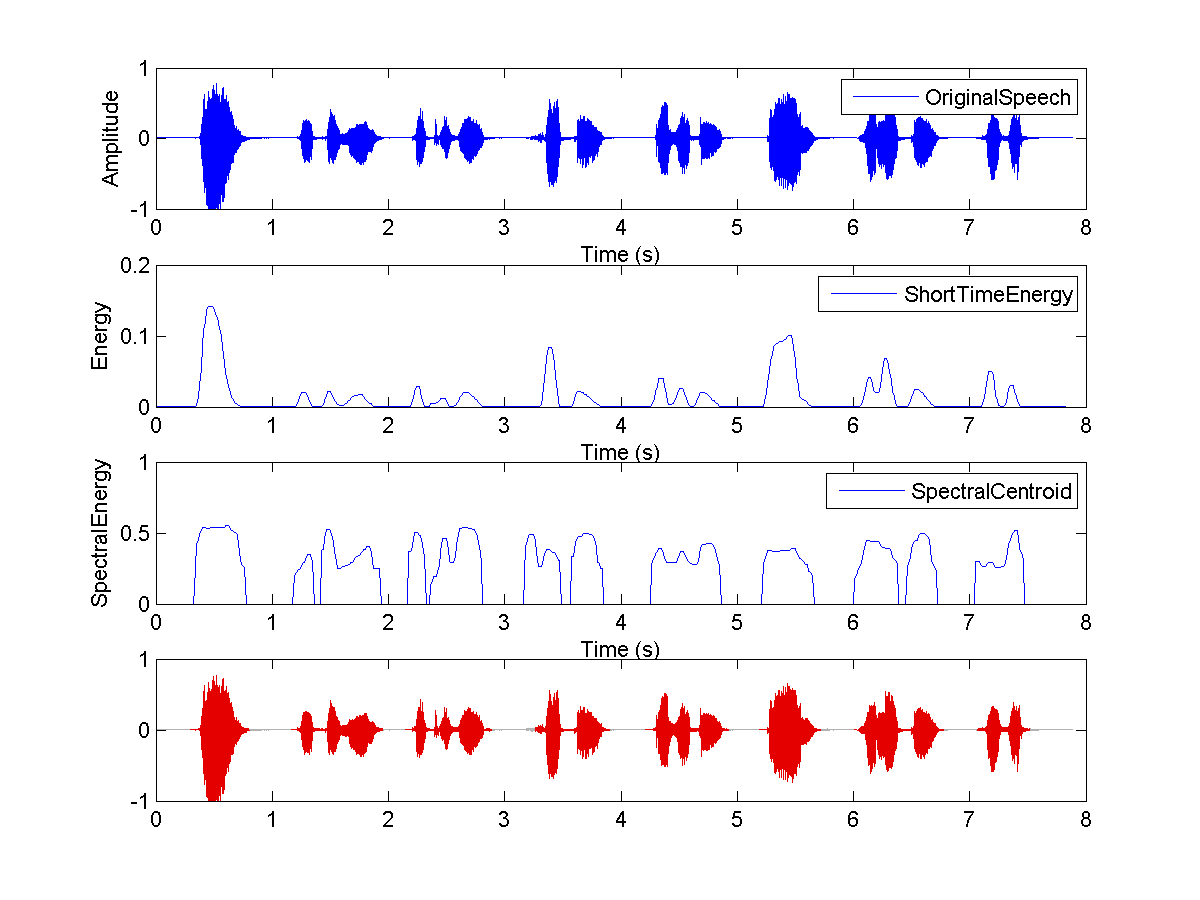 1
OriginalSpeech
Amplitude
0
-1
0 1 2 3 4 5 6 7 8
Time (s)
0.2
ShortTimeEnergy
Energy
0.1
0
0 1 2 3 4 5 6 7 8
Time (s)
1
SpectralCentroid
SpectralEnergy
0.5
0
0 1 2 3 4 5 6 7 8
Time (s)
1
0
-1
0 1 2 3 4 5 6 7 8